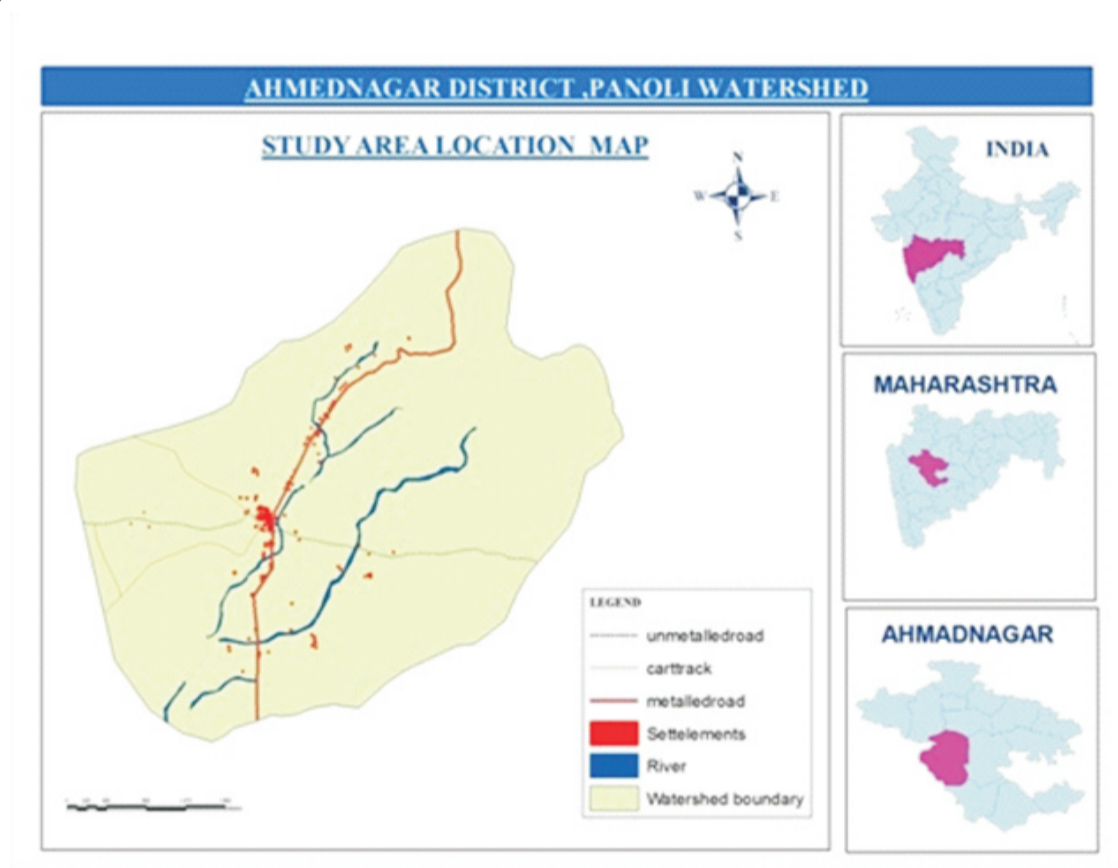 AHMEDNAGAR DISTRICT ,PANOLI WATERSHED
STUDY AREA LOCATION MAP
N
W E
S
LEGEND
unmetalledroad
carttrack
metalledroad
Settelements
River
Watershed boundary
INDIA
MAHARASHTRA
AHMADNAGAR